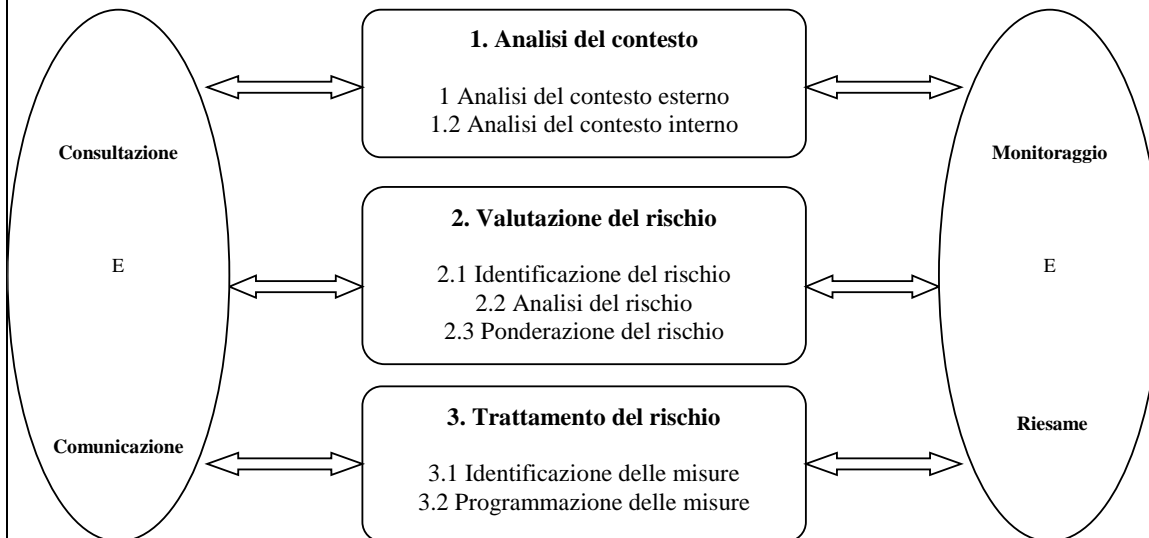 Consultazione
E
Comunicazione
1. Analisi del contesto
1 Analisi del contesto esterno
1.2 Analisi del contesto interno
2. Valutazione del rischio
2.1 Identificazione del rischio
2.2 Analisi del rischio
2.3 Ponderazione del rischio
3. Trattamento del rischio
3.1 Identificazione delle misure
3.2 Programmazione delle misure
Monitoraggio
E
Riesame